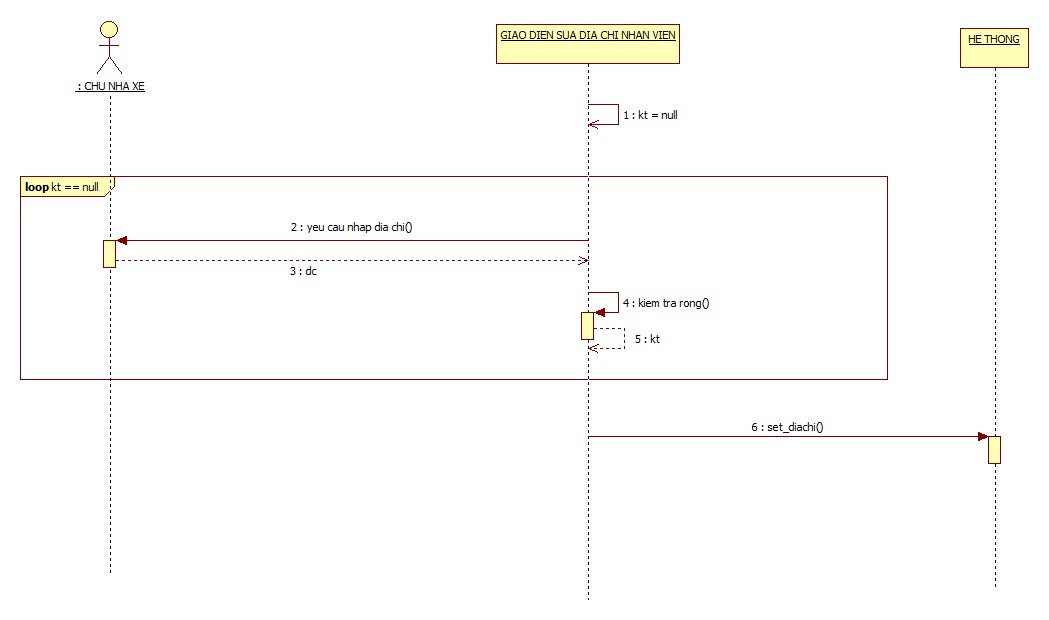 : CHU NHA XE
GIAO DIEN SUA DIA CHI NHAN VIEN
HE THONG
1 : kt = null
loop kt == null
2 : yeu cau nhap dia chi()
3 : dc
4 : kiem tra rong()
5 : kt
6 : set_diachi()